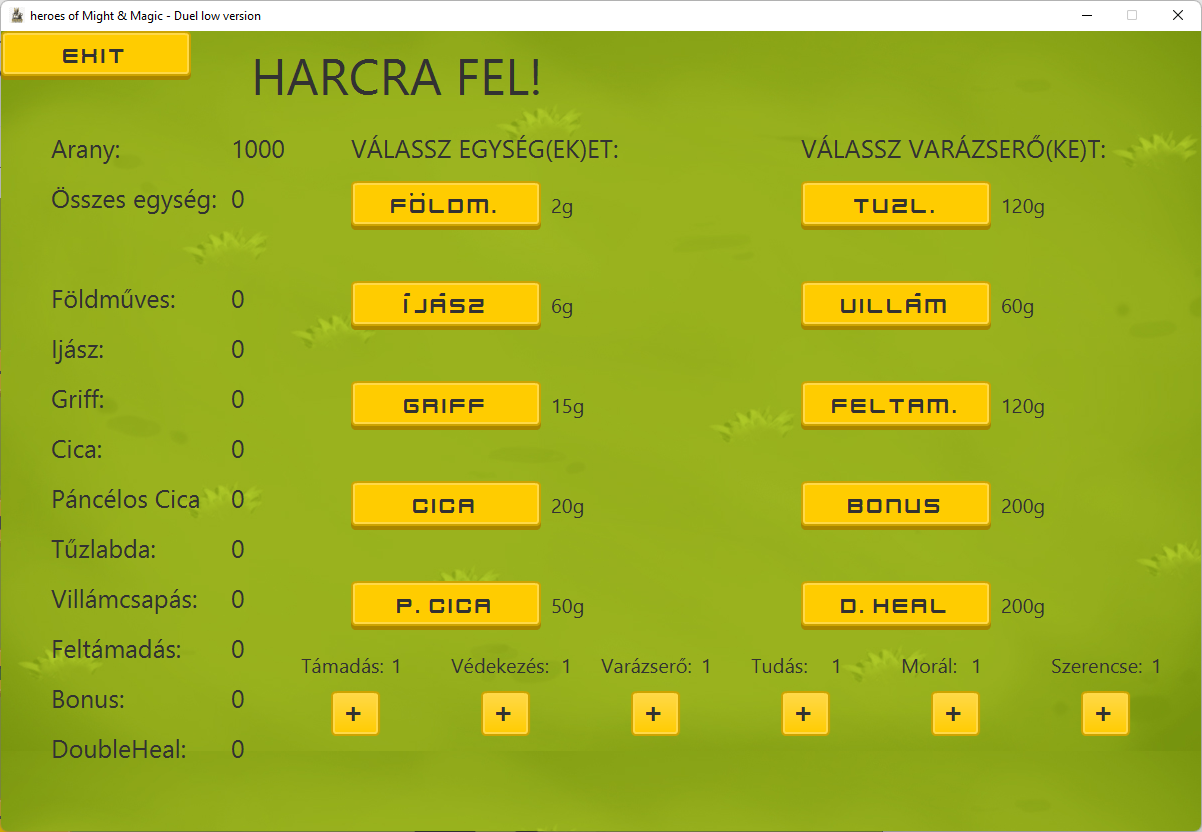 heroes of Might & Magic - Duel low version
EXIT
HARCRA FEL!
Arany: 1000
Összes egység: 0
Földműves: 0
Ijász: 0
Griff: 0
Cica: 0
Páncélos Cica 0
Tűzlabda: 0
Villámcsapás: 0
Feltámadás: 0
Bonus: 0
DoubleHeal: 0
VÁLASSZ EGYSÉG(EK)ET:
FÖLDM. 2g
ÍJÁSZ 6g
GRIFF 15g
CICA 20g
P. CICA 50g
VÁLASSZ VARÁZSERŐ(KE)T:
TUZL. 120g
VILLÁM 60g
FELTAM. 120g
BONUS 200g
D. HEAL 200g
Támadás: 1 Védekezés: 1 Varázserő: 1 Tudás: 1 Morál: 1 Szerencse: 1
+ + + + + +